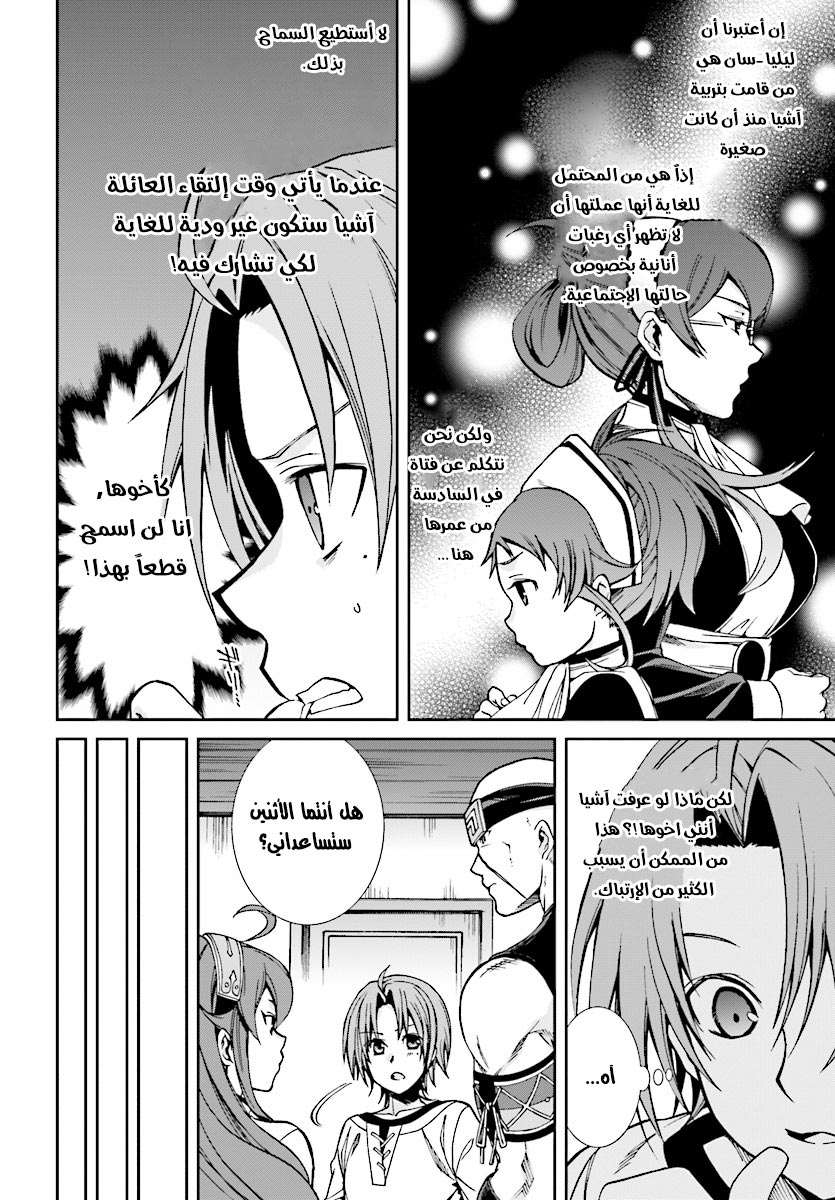 إن أعتبرنا أن
ليليا-سان هي
من قامت بتربية
آشيا منذ أن كانت
صغيرة
إذاً هي من المحتمل
للغاية أنها عملتها أن
لا تظهر أي رغبات
أنانية بخصوص
حالتها الإجتماعية.
ولكن نحن
نتكلم عن فتاة
في السادسة
من عمرها
هنا ...
لا أستطيع السماح
بذلك.
عندما يأتي وقت إلتقاء العائلة
آشيا ستكون غبر ودية للغاية
لكي تشارك فيه!
كأخوها,
انا لن اسمح
قطعاً بهذا!
لكن ماذا لو عرفت آشيا
أنني اخوها!؟ هذا
من الممكن أن يسبب
الكثير من الإرتباك.
اه...
هل أنتما الأثنين
ستساعداني؟